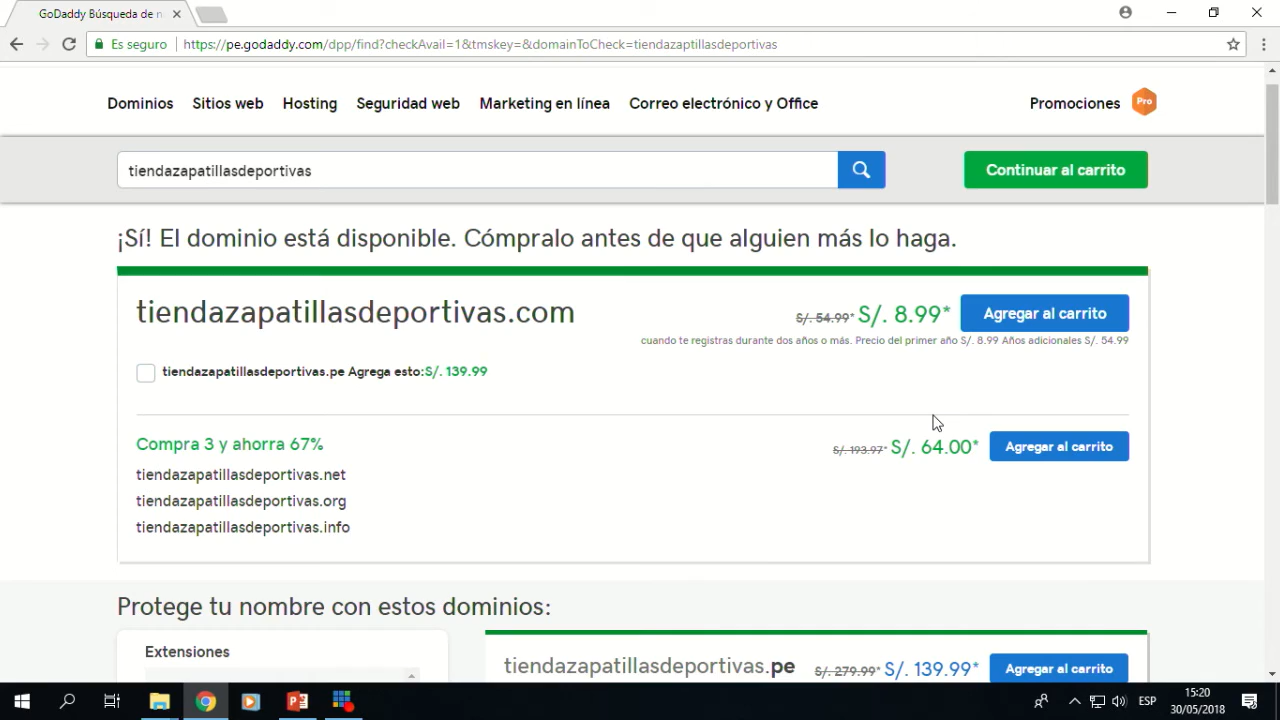 GoDaddy Búsqueda de n
Es seguro
https://pe.godaddy.com/dpp/find?checkAvail=1&tmskey=&domainToCheck=tiendazaptillasdeportivas
Dominios Sitios web Hosting Seguridad web Marketing en línea Correo electrónico y Office Promociones Pro
tiendazapatillasdeportivas
Continuar al carrito
¡Sí! El dominio está disponible. Cómpralo antes de que alguien más lo haga.
tiendazapatillasdeportivas.com S/. 54.99* S/. 8.99* Agregar al carrito
cuando te registras durante dos años o más. Precio del primer año S/. 8.99 Años adicionales S/. 54.99
tiendazapatillasdeportivas.pe Agrega esto:S/. 139.99
Compra 3 y ahorra 67% S/. 193.97* S/. 64.00* Agregar al carrito
tiendazapatillasdeportivas.net
tiendazapatillasdeportivas.org
tiendazapatillasdeportivas.info
Protege tu nombre con estos dominios:
Extensiones
tiendazapatillasdeportivas.pe S/. 279.99* S/. 139.99* Agregar al carrito
ESP
15:20
30/05/2018